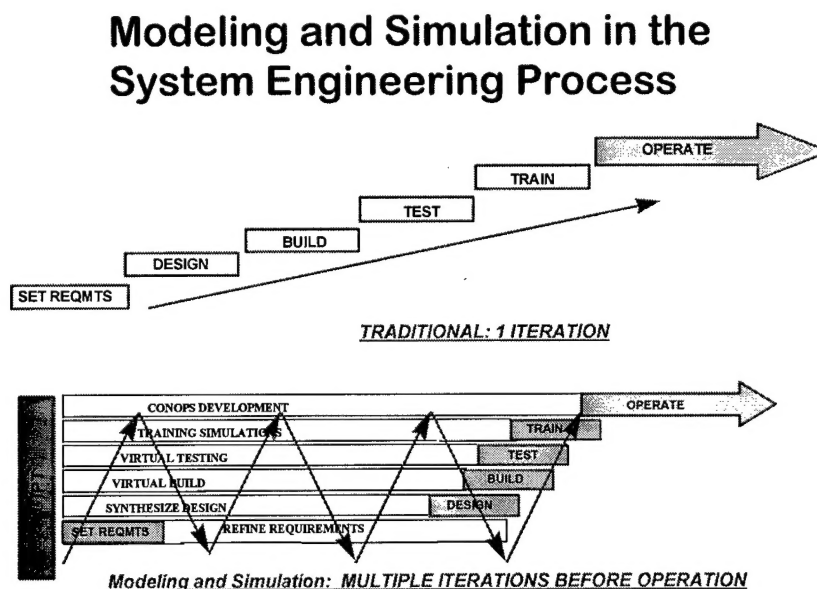 Modeling and Simulation in the
System Engineering Process
OPERATE
TRAIN
TEST
BUILD
DESIGN
SET REQMTS
TRADITIONAL: 1 ITERATION
CONOPS DEVELOPMENT
OPERATE
TRAINING SIMULATIONS
TRAIN
VIRTUAL TESTING
TEST
VIRTUAL BUILD
BUILD
SYNTHESIZE DESIGN
DESIGN
SET REQMTS
REFINE REQUIREMENTS
Modeling and Simulation: MULTIPLE ITERATIONS BEFORE OPERATION